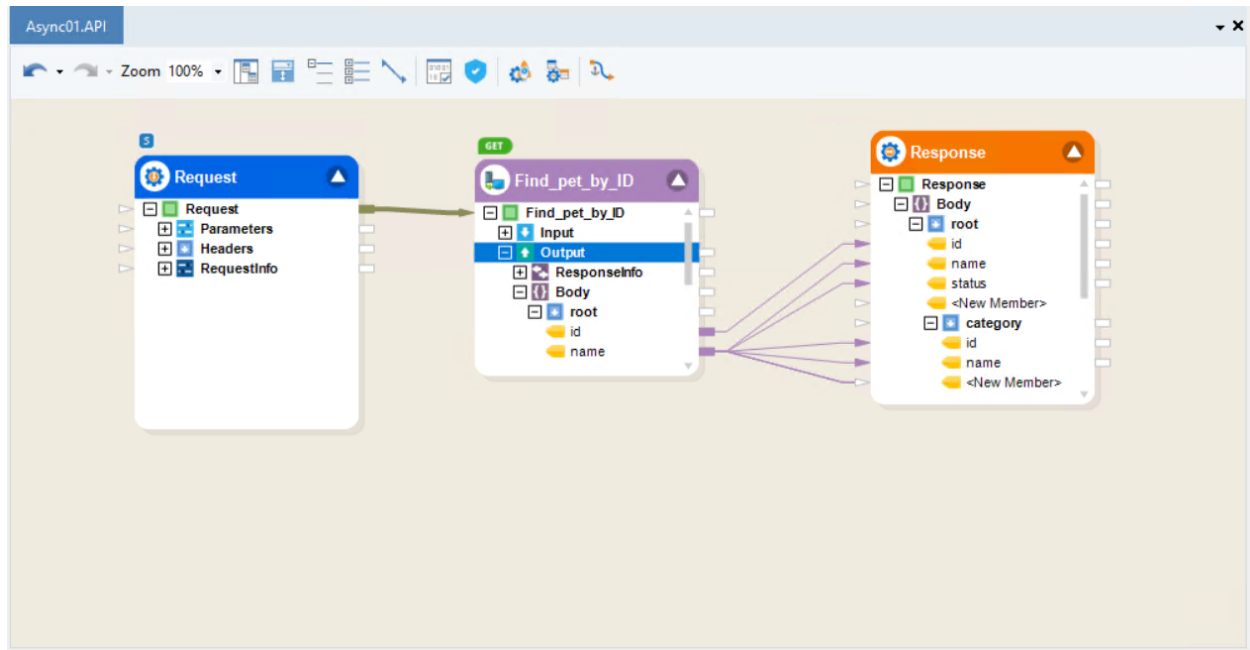 Async01.API
Zoom 100%
S
Request
Request
Parameters
Headers
RequestInfo
GET
Find_pet_by_ID
Find_pet_by_ID
Input
Output
ResponseInfo
Body
root
id
name
Response
Response
Body
root
id
name
status
<New Member>
category
id
name
<New Member>